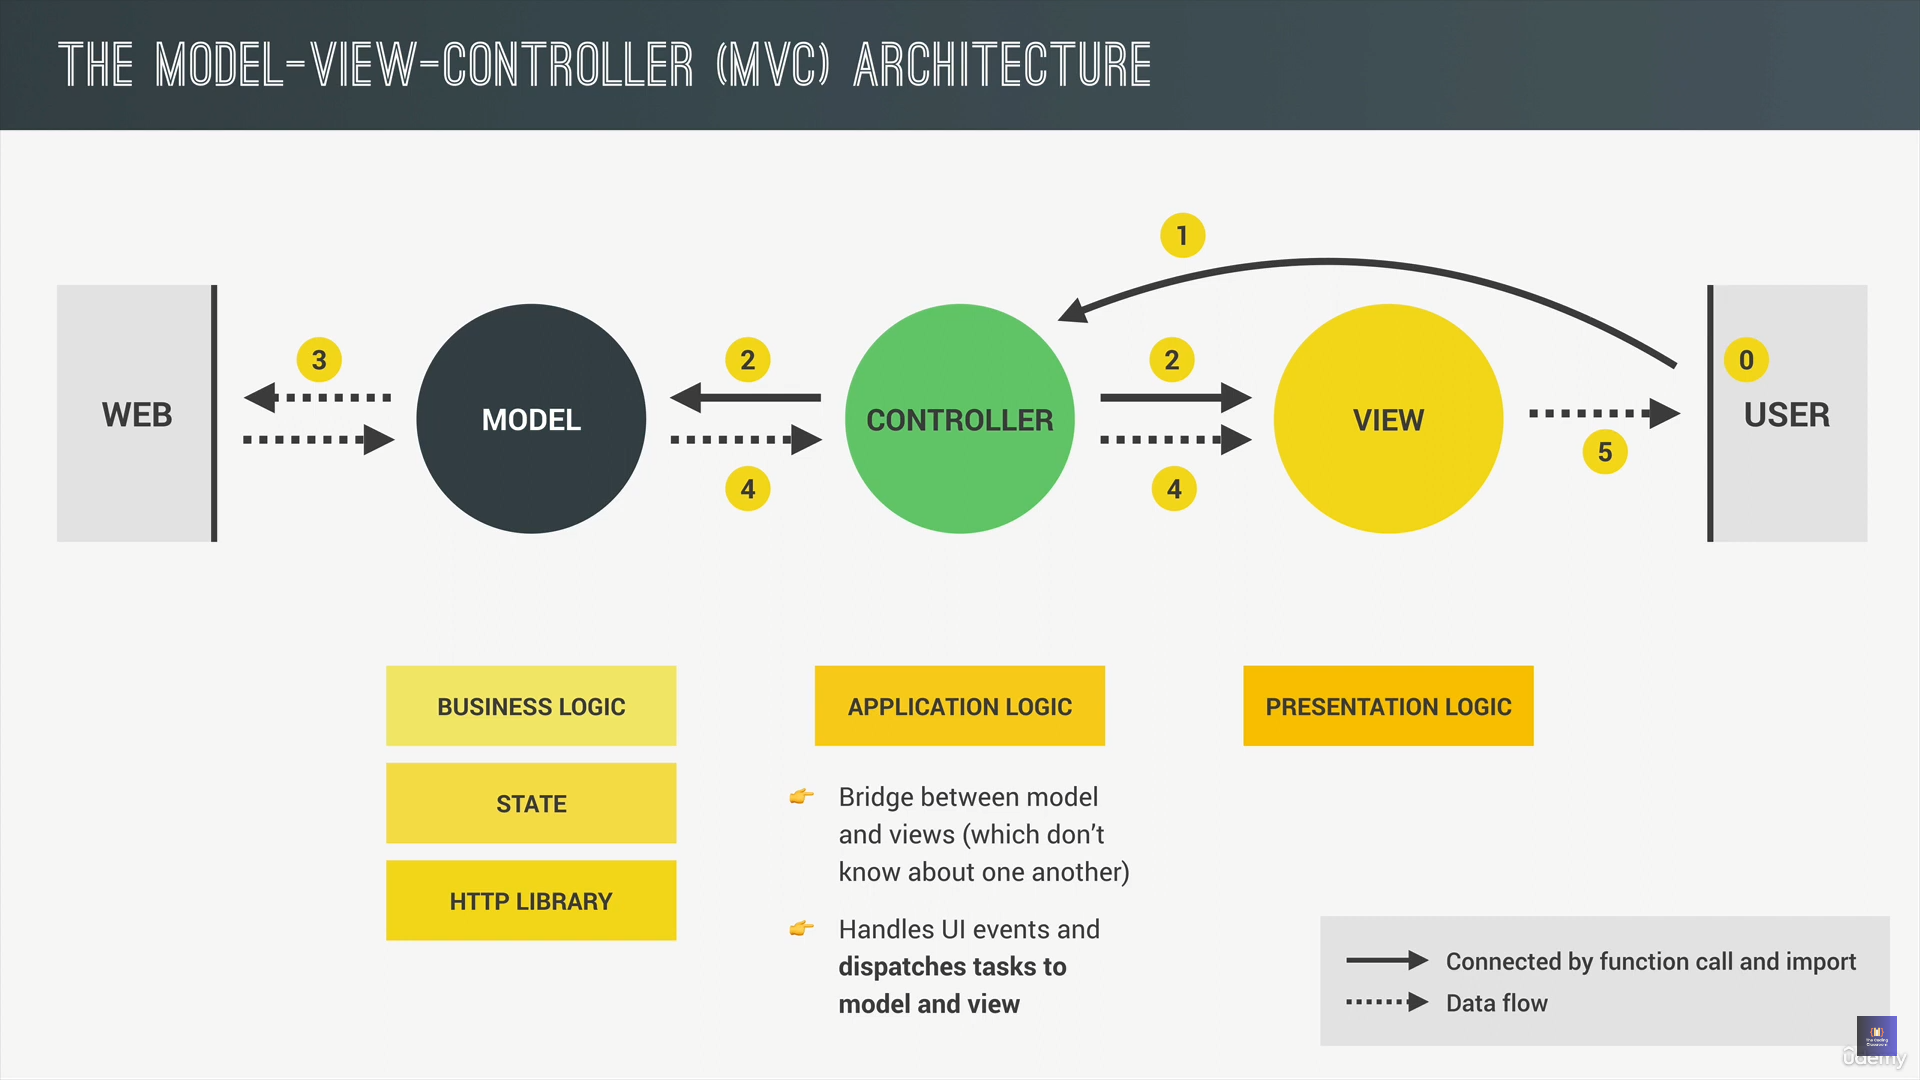 THE MODEL-VIEW-CONTROLLER (MVC) ARCHITECTURE
1
3
2
2
0
WEB
MODEL
CONTROLLER
VIEW
USER
4
4
5
BUSINESS LOGIC
APPLICATION LOGIC
PRESENTATION LOGIC
STATE
HTTP LIBRARY
Bridge between model
and views (which don't
know about one another)
Handles UI events and
dispatches tasks to
model and view
Connected by function call and import
Data flow
ûdemy